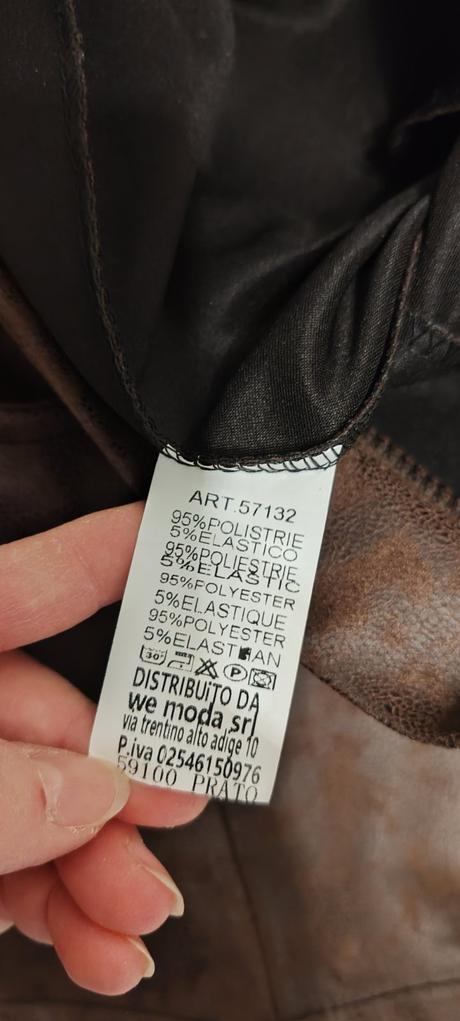 ART.57132
95%POLISTRIE
5%ELASTICO
95%POLIESTRIE
5%ELASTIC
95%POLYESTER
5%ELASTIQUE
95%POLYESTER
5%ELASTHAN
30 P
DISTRIBUiTO DA
we moda srl
via trentino alto adige 10
P.iva 02546150976
59100 PRATO